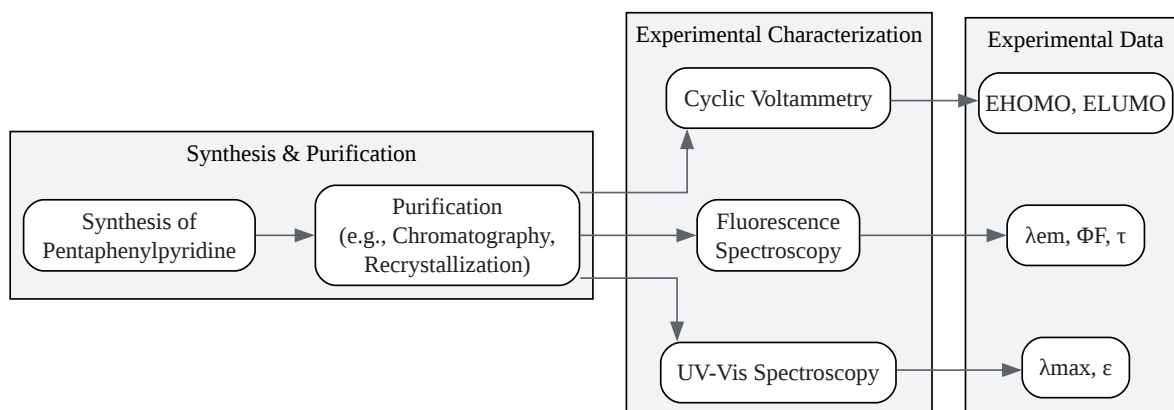 Synthesis & Purification
Synthesis of
Pentaphenylpyridine
Purification
(e.g., Chromatography,
Recrystallization)
Experimental Characterization
Cyclic Voltammetry
Fluorescence
Spectroscopy
UV-Vis Spectroscopy
Experimental Data
EHOMO, ELUMO
λem, ΦF, τ
λmax, ε